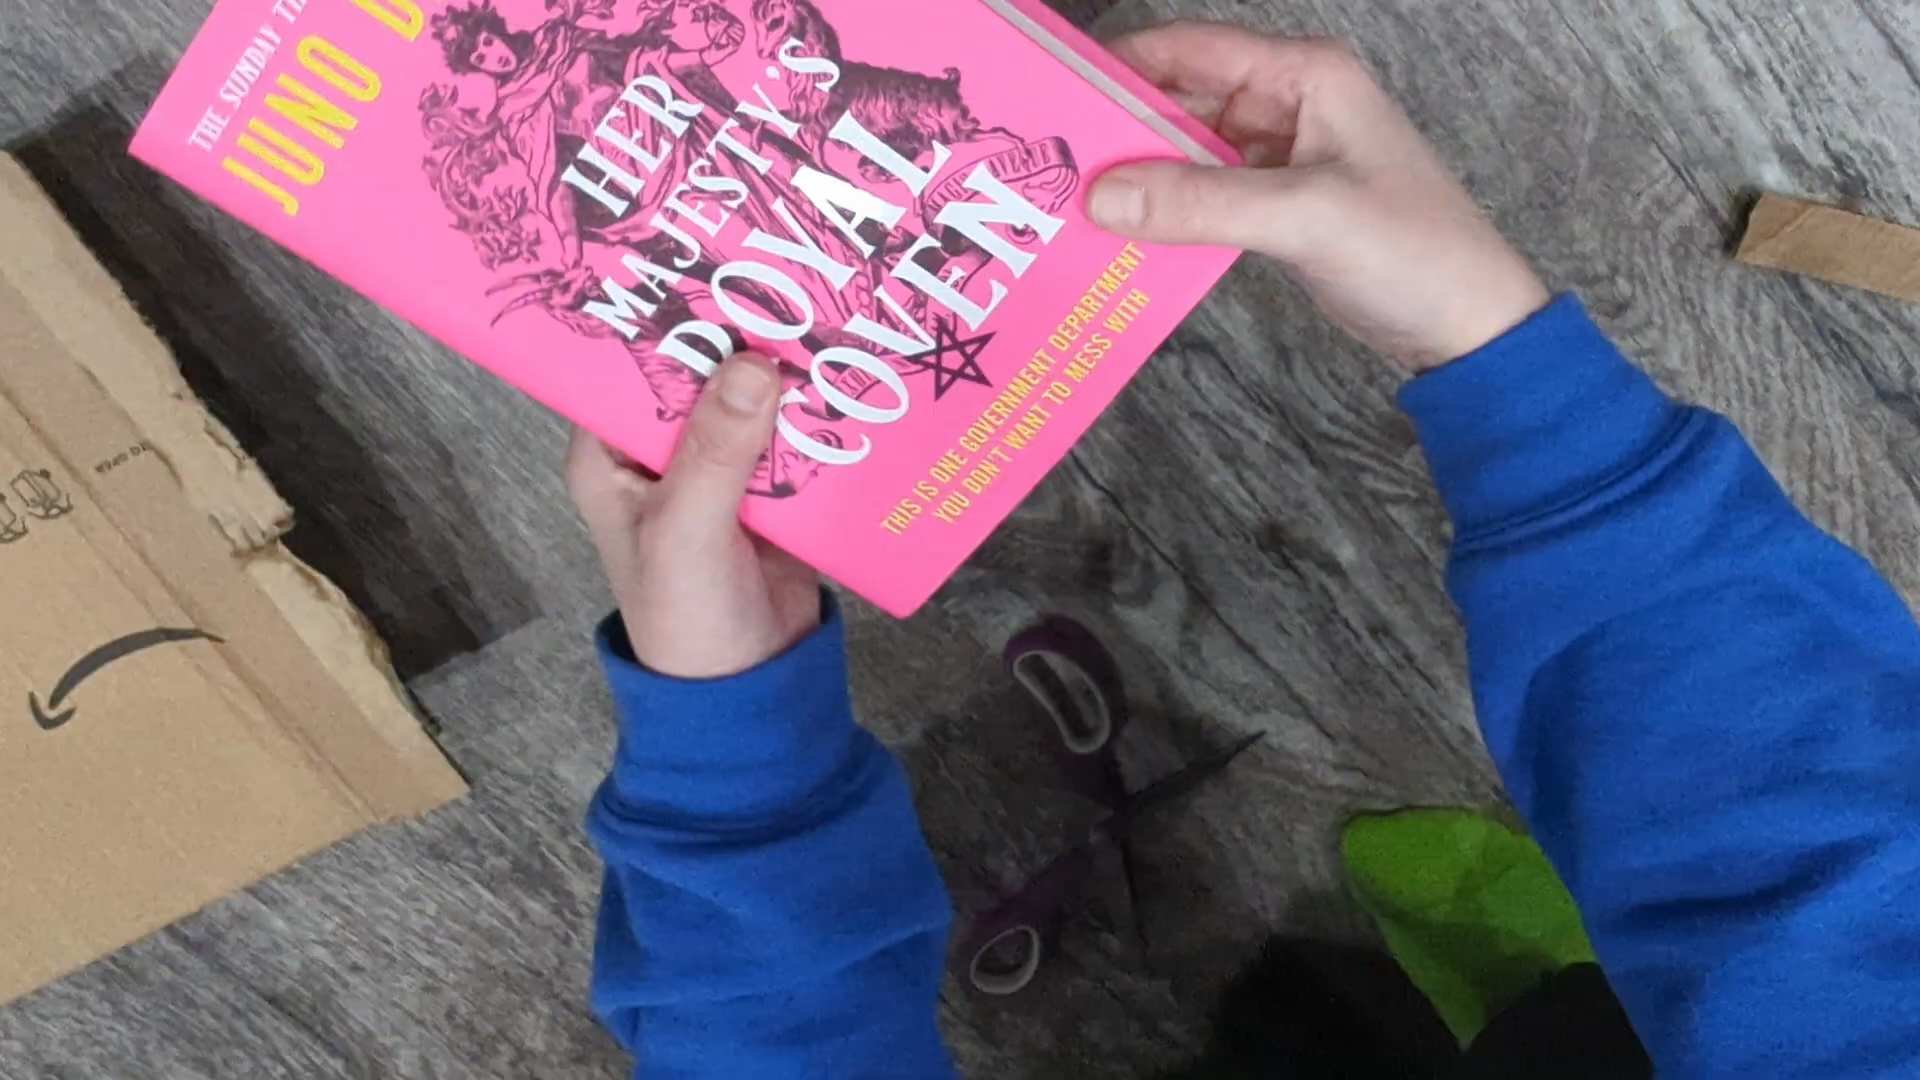 THE SUNDAY
JUNO
HER
MAJESTY'S
ROYAL
COVEN
THIS IS ONE GOVERNMENT DEPARTMENT
YOU DON'T WANT TO MESS WITH